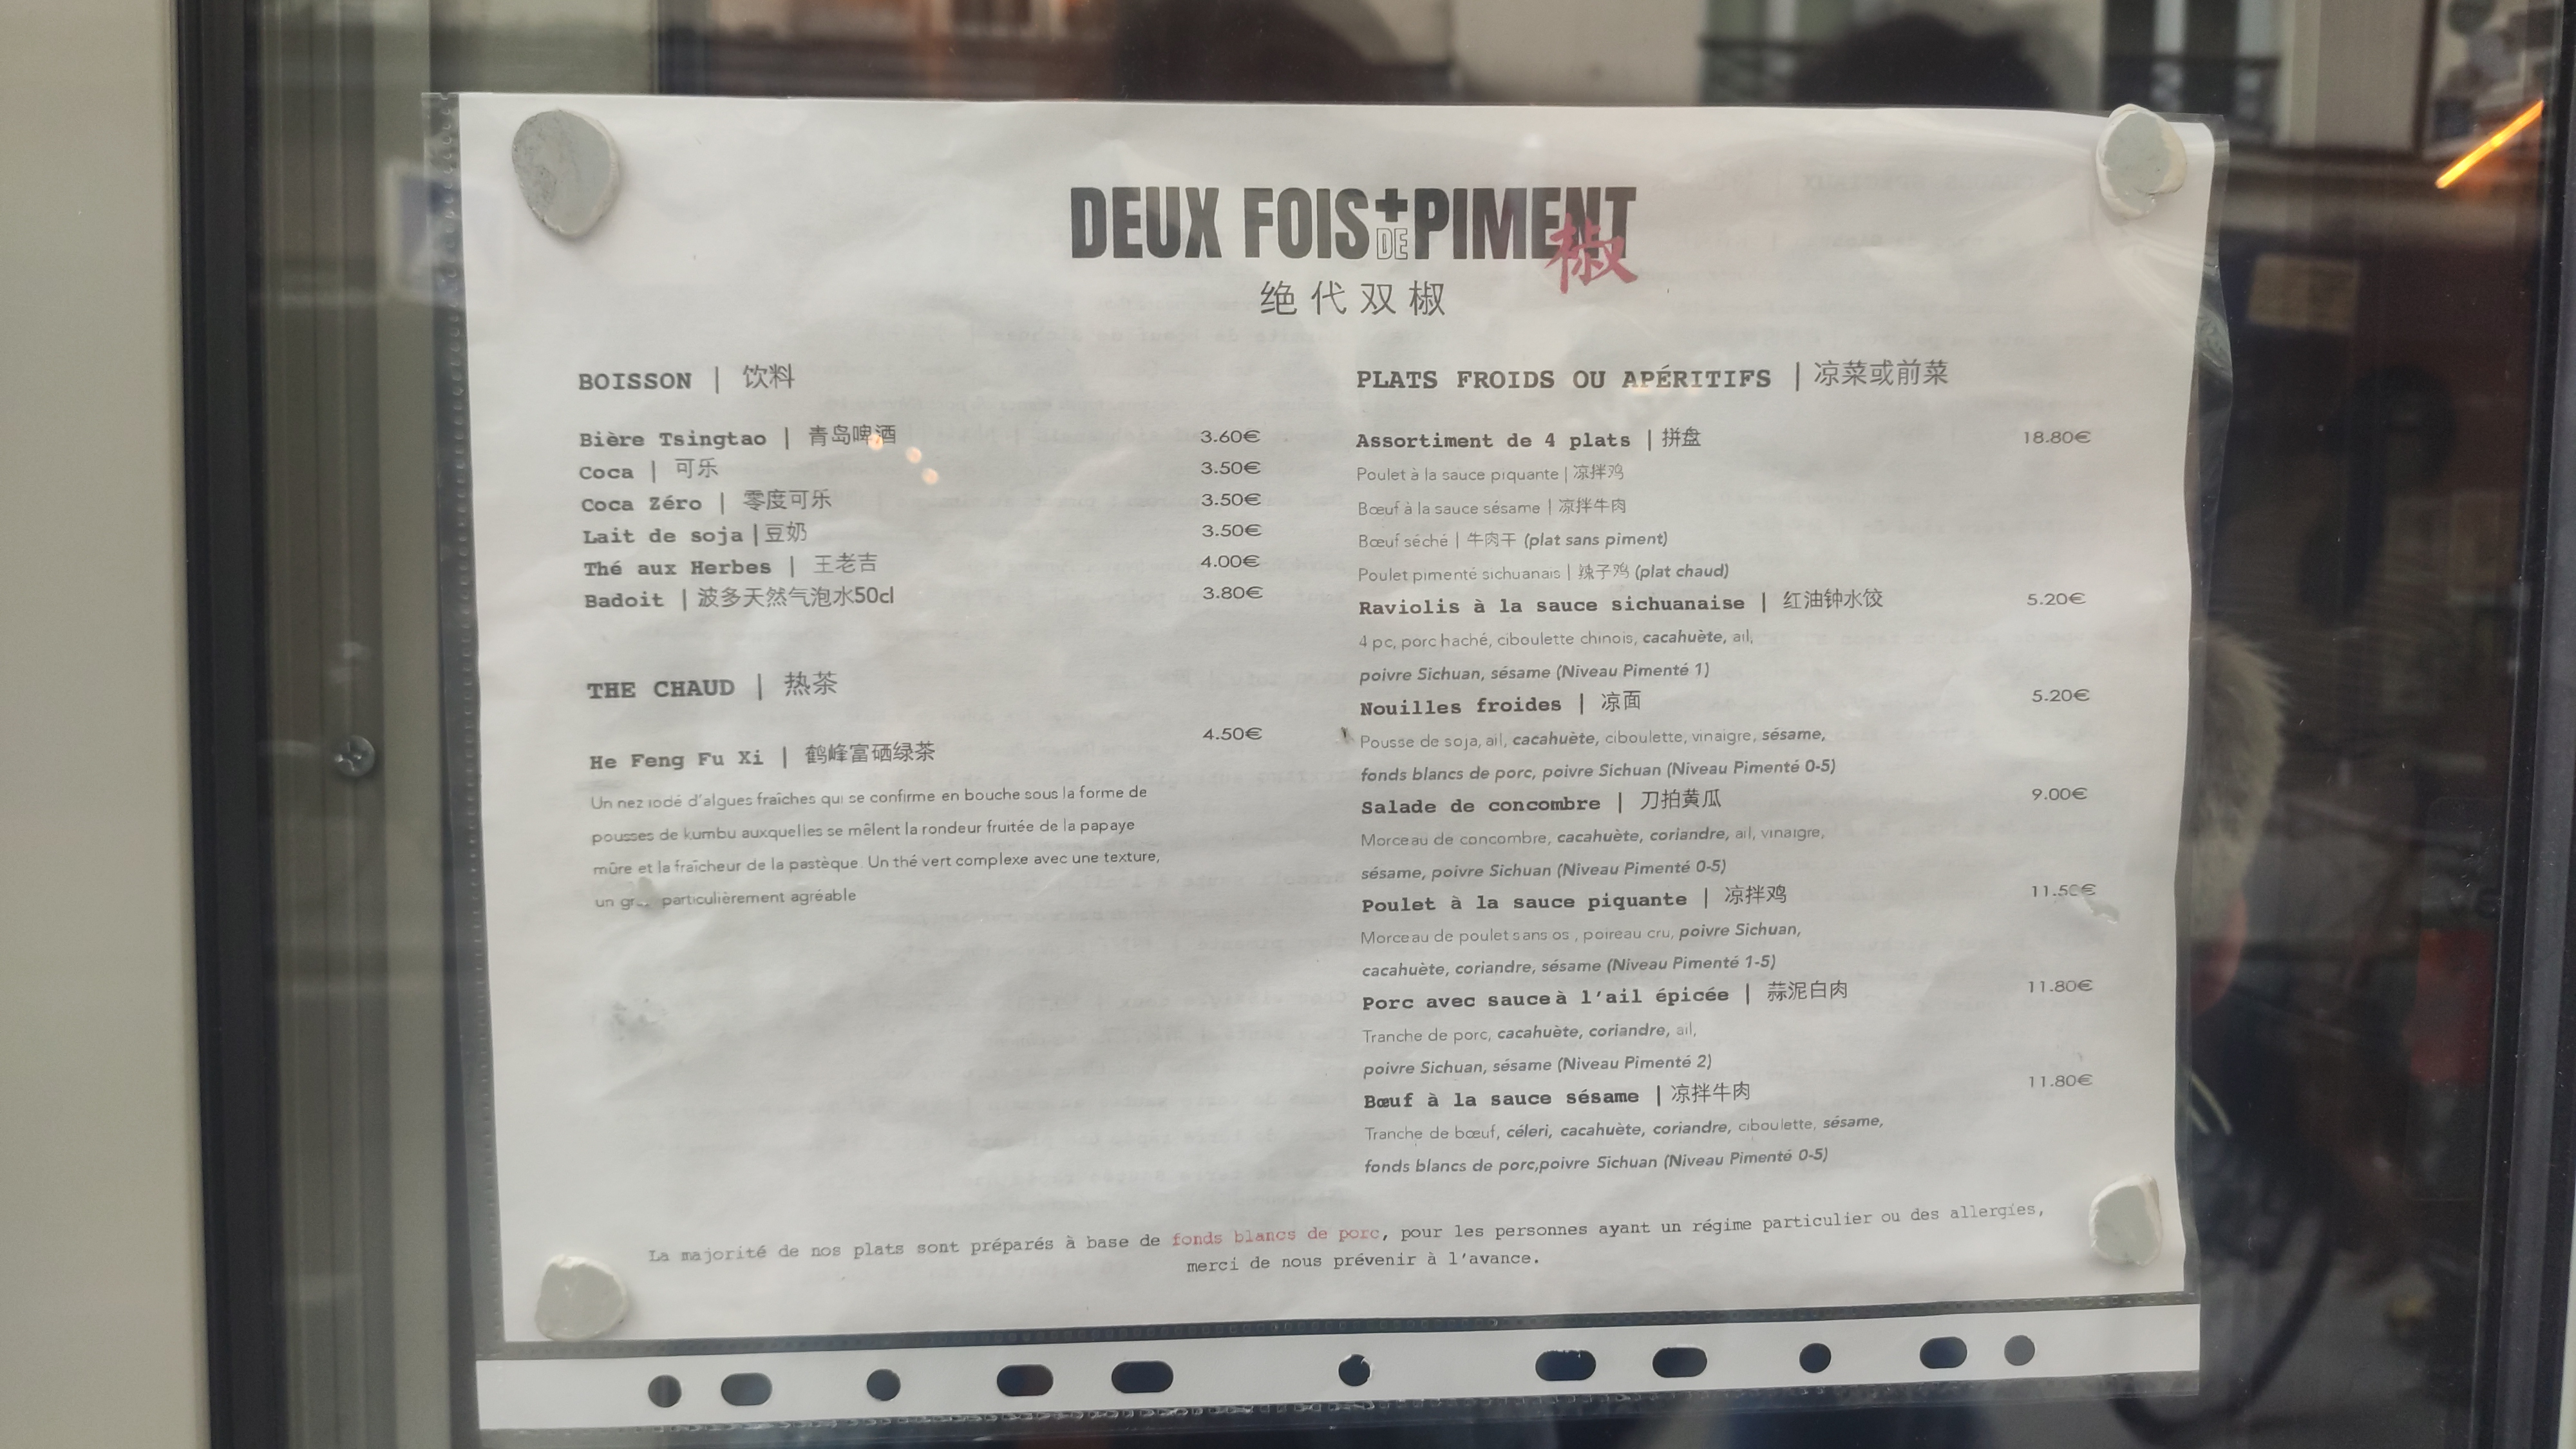 DEUX FOIS + DE PIMENT
椒
绝代双椒
BOISSON | 饮料
Bière Tsingtao | 青岛啤酒 3.60€
Coca | 可乐 3.50€
Coca Zéro | 零度可乐 3.50€
Lait de soja | 豆奶 3.50€
Thé aux Herbes | 王老吉 4.00€
Badoit | 波多天然气泡水50cl 3.80€
THE CHAUD | 热茶
He Feng Fu Xi | 鹤峰富硒绿茶 4.50€
Un nez iodé d'algues fraîches qui se confirme en bouche sous la forme de
pousses de kumbu auxquelles se mêlent la rondeur fruitée de la papaye
mûre et la fraîcheur de la pastèque. Un thé vert complexe avec une texture,
un particulièrement agréable
PLATS FROIDS OU APÉRITIFS | 凉菜或前菜
Assortiment de 4 plats | 拼盘 18.80€
Poulet à la sauce piquante | 凉拌鸡
Bœuf à la sauce sésame | 凉拌牛肉
Bœuf séché | 牛肉干 (plat sans piment)
Poulet pimenté sichuanais | 辣子鸡 (plat chaud)
Raviolis à la sauce sichuanaise | 红油钟水饺 5.20€
4 pc, porc haché, ciboulette chinois, cacahuète, ail,
poivre Sichuan, sésame (Niveau Pimenté 1)
Nouilles froides | 凉面 5.20€
Pousse de soja, ail, cacahuète, ciboulette, vinaigre, sésame,
fonds blancs de porc, poivre Sichuan (Niveau Pimenté 0-5)
Salade de concombre | 刀拍黄瓜 9.00€
Morceau de concombre, cacahuète, coriandre, ail, vinaigre,
sésame, poivre Sichuan (Niveau Pimenté 0-5)
Poulet à la sauce piquante | 凉拌鸡 11.50€
Morceau de poulet sans os , poireau cru, poivre Sichuan,
cacahuète, coriandre, sésame (Niveau Pimenté 1-5)
Porc avec sauce à l'ail épicée | 蒜泥白肉 11.80€
Tranche de porc, cacahuète, coriandre, ail,
poivre Sichuan, sésame (Niveau Pimenté 2)
Bœuf à la sauce sésame | 凉拌牛肉 11.80€
Tranche de bœuf, céleri, cacahuète, coriandre, ciboulette, sésame,
fonds blancs de porc,poivre Sichuan (Niveau Pimenté 0-5)
La majorité de nos plats sont préparés à base de fonds blancs de porc, pour les personnes ayant un régime particulier ou des allergies,
merci de nous prévenir à l'avance.